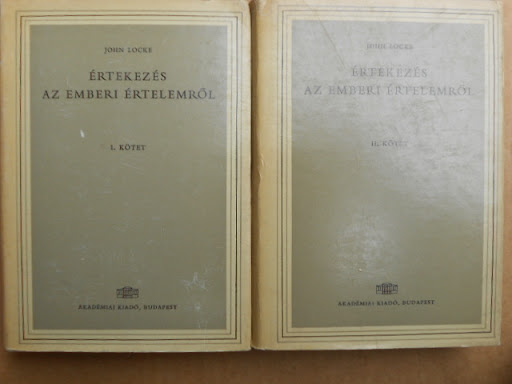 JOHN LOCKE
ÉRTEKEZÉS
AZ EMBERI ÉRTELEMRŐL
I. KÖTET
AKADÉMIAI KIADÓ, BUDAPEST
JOHN LOCKE
ÉRTEKEZÉS
AZ EMBERI ÉRTELEMRŐL
II. KÖTET
AKADÉMIAI KIADÓ, BUDAPEST